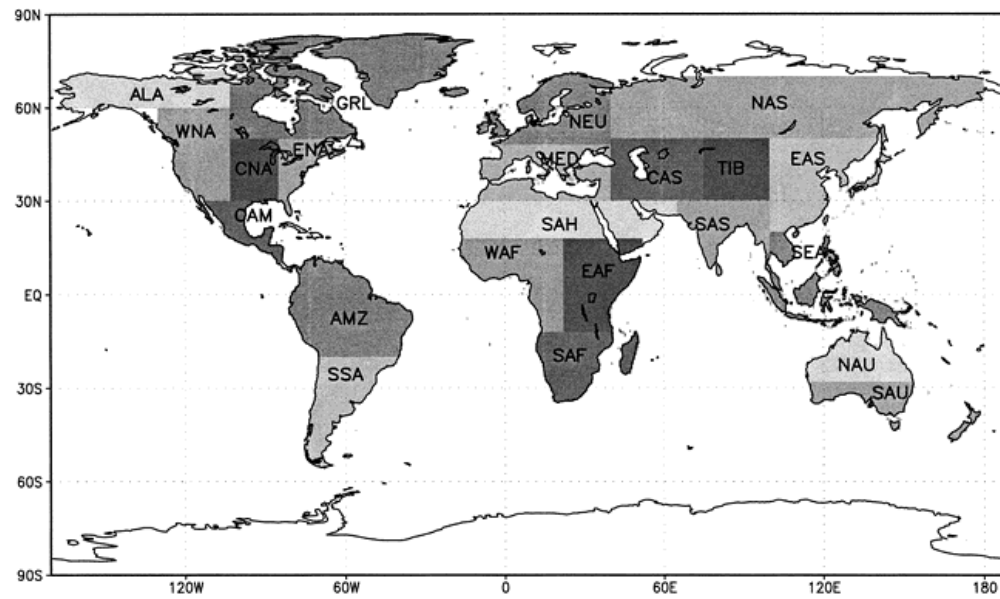 90N
ALA
GRL
NAS
60N
WNA
NEU
ENA
MED
EAS
CNA
CAS
TIB
30N
CAM
SAH
SAS
WAF
SEA
EAF
EQ
AMZ
SAF
NAU
SSA
SAU
30S
60S
90S
120W
60W
0
60E
120E
180